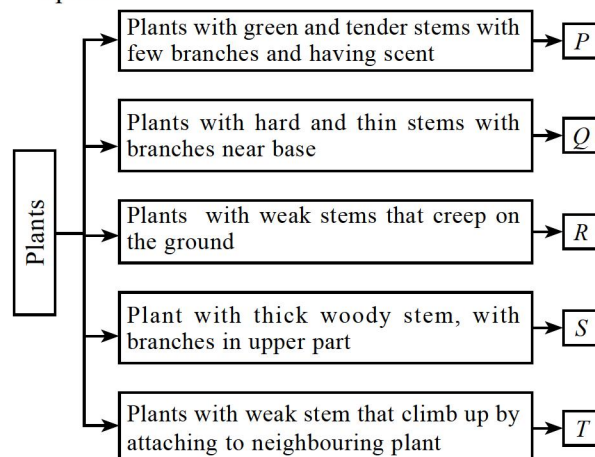 Plants with green and tender stems with
few branches and having scent
P
Plants with hard and thin stems with
branches near base
Q
Plants
Plants with weak stems that creep on
the ground
R
Plant with thick woody stem, with
branches in upper part
S
Plants with weak stem that climb up by
attaching to neighbouring plant
T